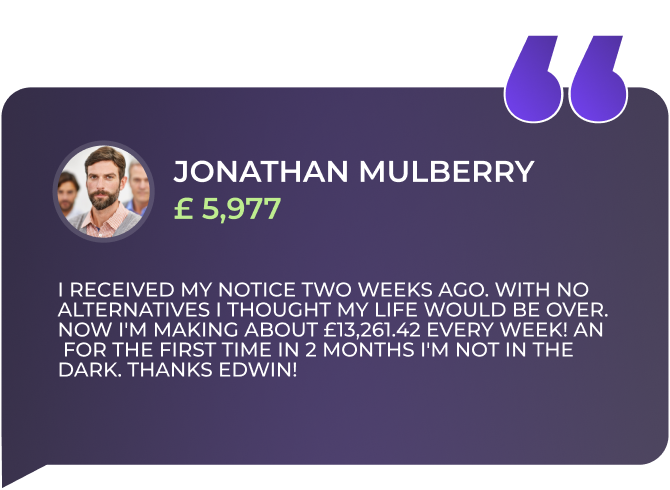 JONATHAN MULBERRY
£ 5,977
I RECEIVED MY NOTICE TWO WEEKS AGO. WITH NO
ALTERNATIVES I THOUGHT MY LIFE WOULD BE OVER.
NOW I'M MAKING ABOUT £13,261.42 EVERY WEEK! AN
FOR THE FIRST TIME IN 2 MONTHS I'M NOT IN THE
DARK. THANKS EDWIN!